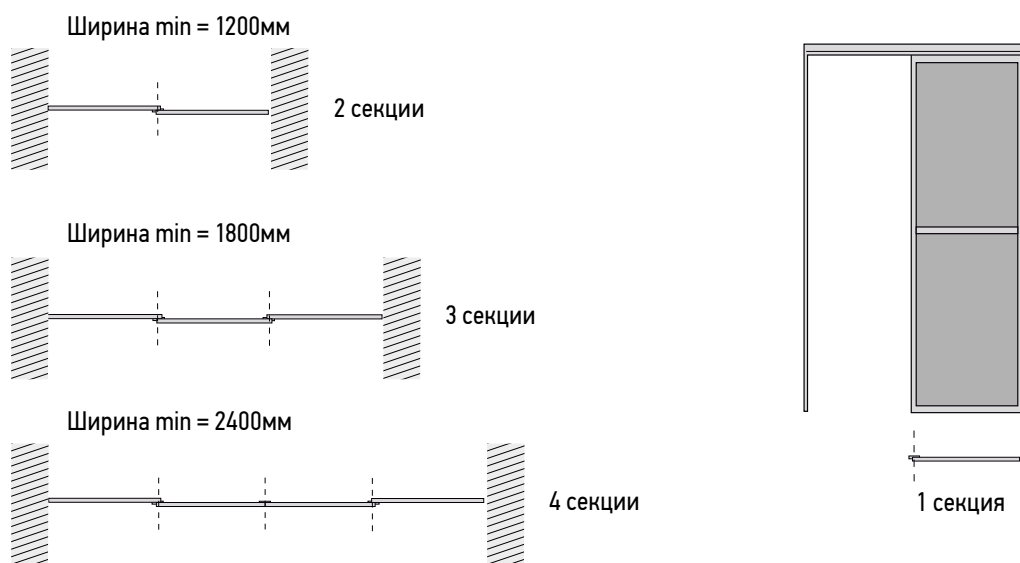 Ширина min = 1200мм
2 секции
Ширина min = 1800мм
3 секции
Ширина min = 2400мм
4 секции
1 секция